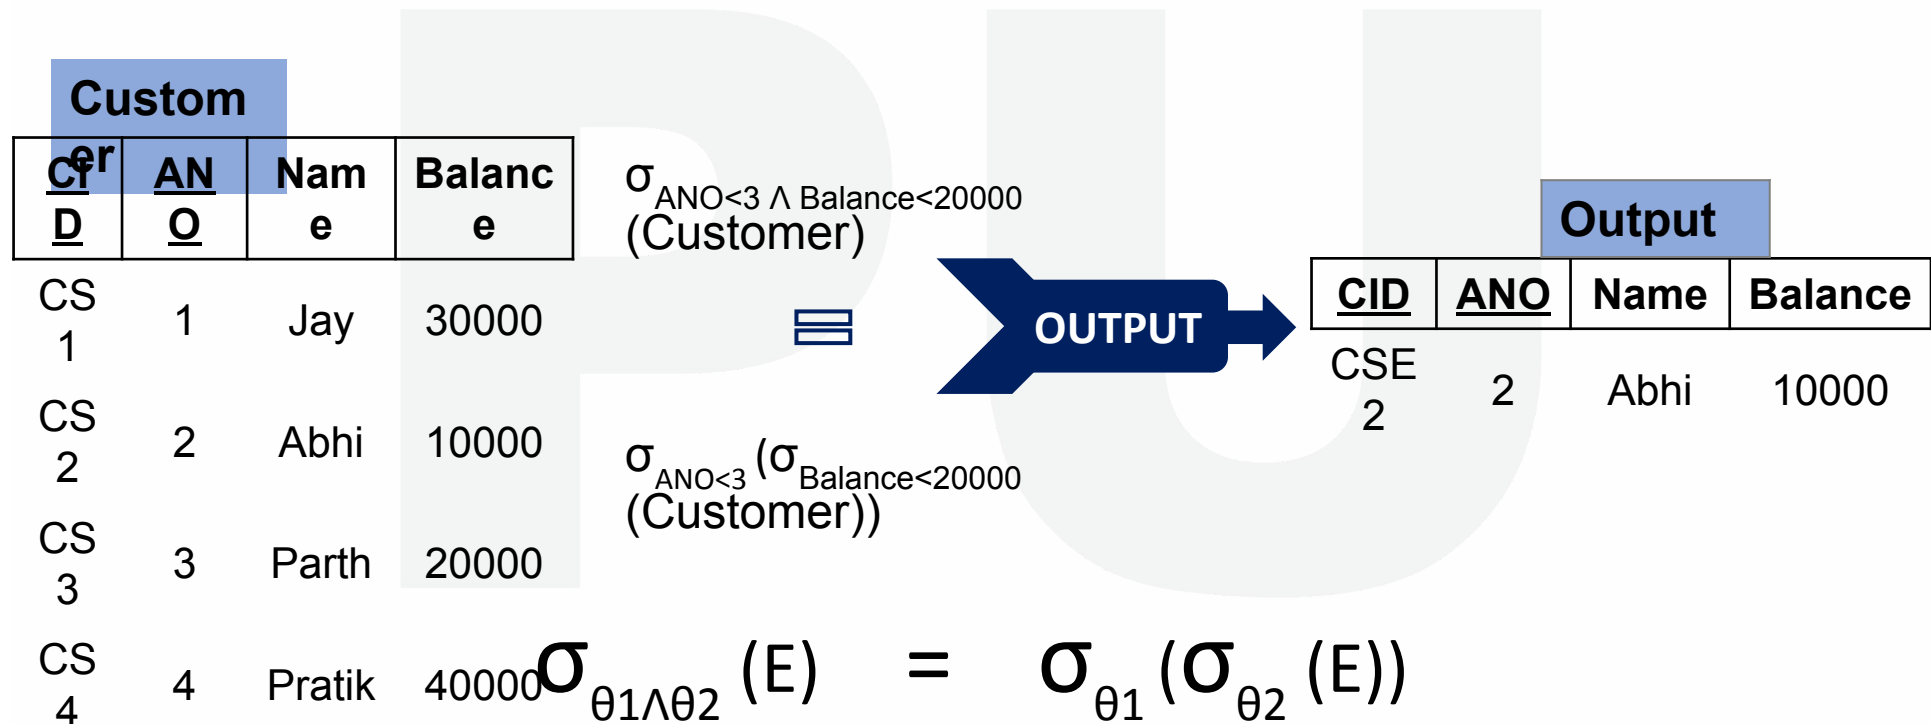 Custom
er
CI
D
AN
O
Nam
e
Balanc
e
CS
1
1
Jay
30000
CS
2
2
Abhi
10000
CS
3
3
Parth
20000
CS
4
4
Pratik
40000
σANO<3 Λ Balance<20000
(Customer)
=
σANO<3 (σBalance<20000
(Customer))
OUTPUT
Output
CID ANO Name Balance
CSE
2
2
Abhi
10000
σθ1Λθ2 (E) = σθ1 (σθ2 (E))
PU